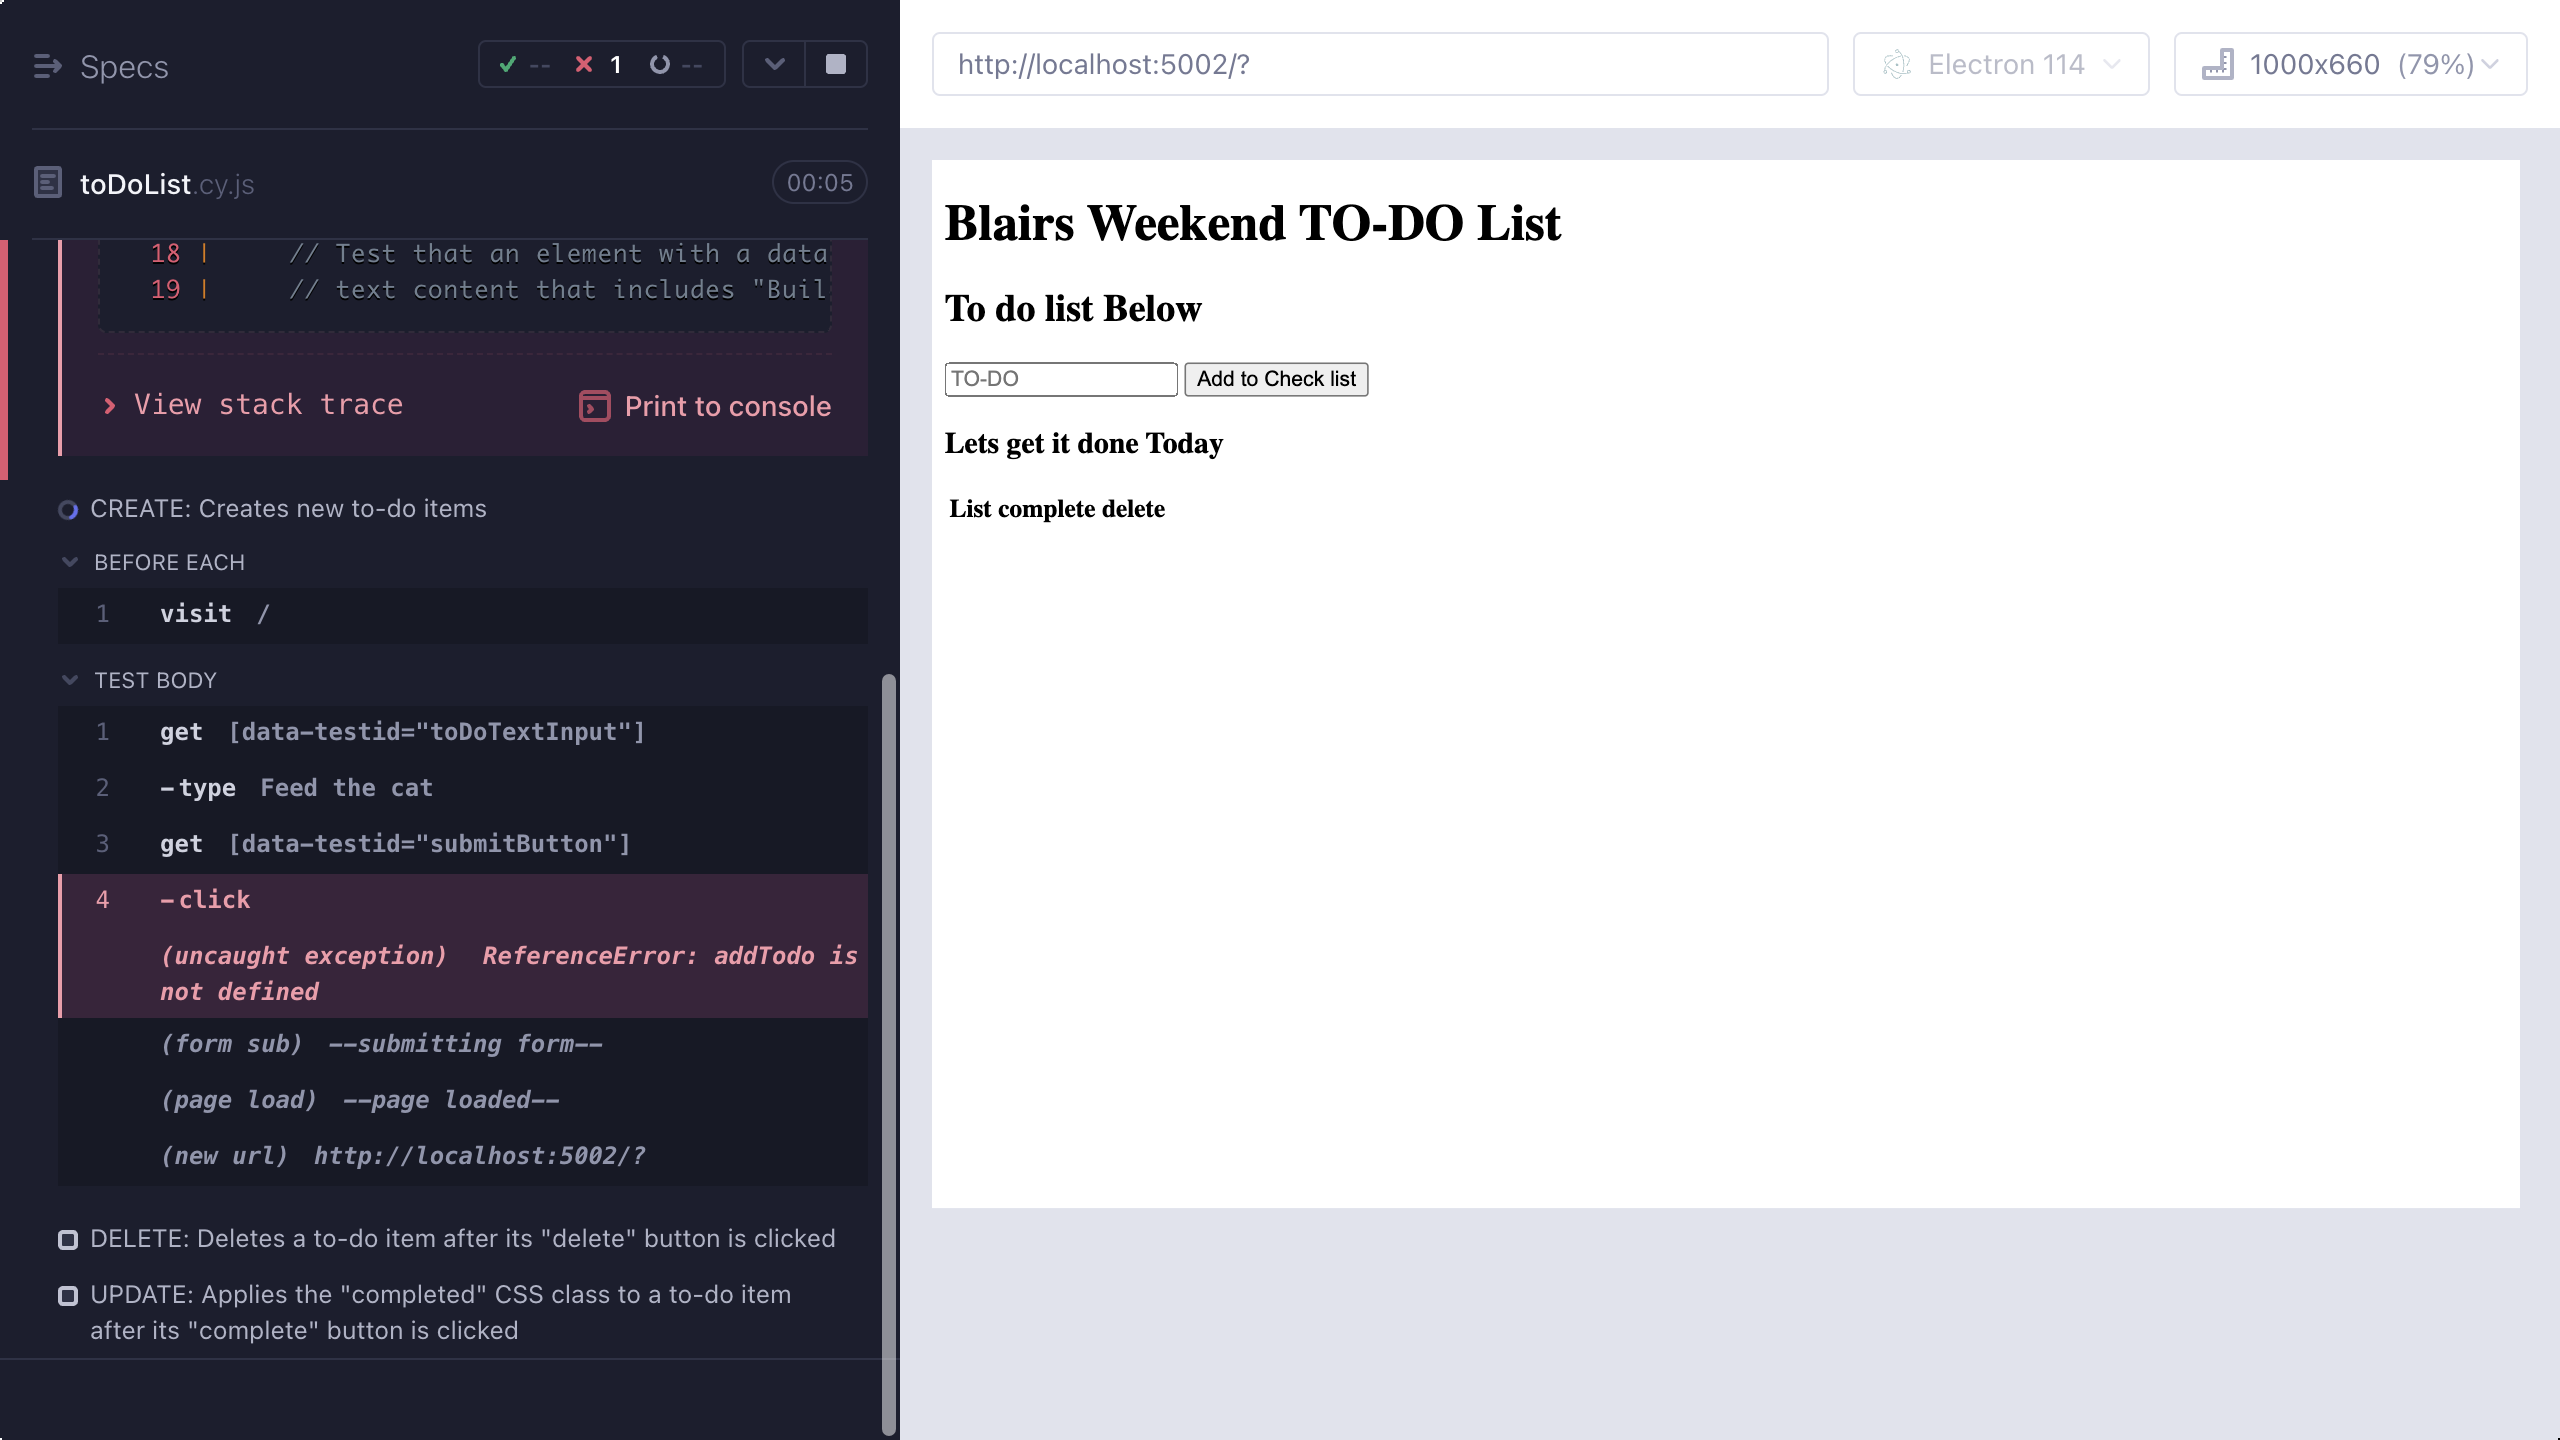 Specs
-- 1 --
toDoList.cy.js
00:05
18 | // Test that an element with a data
19 | // text content that includes "Buil
View stack trace
Print to console
CREATE: Creates new to-do items
BEFORE EACH
1 visit /
TEST BODY
1 get [data-testid="toDoTextInput"]
2 -type Feed the cat
3 get [data-testid="submitButton"]
4 -click
(uncaught exception) ReferenceError: addTodo is
not defined
(form sub) --submitting form--
(page load) --page loaded--
(new url) http://localhost:5002/?
DELETE: Deletes a to-do item after its "delete" button is clicked
UPDATE: Applies the "completed" CSS class to a to-do item
after its "complete" button is clicked
http://localhost:5002/?
Electron 114
1000x660 (79%)
Blairs Weekend TO-DO List
To do list Below
TO-DO
Add to Check list
Lets get it done Today
List complete delete